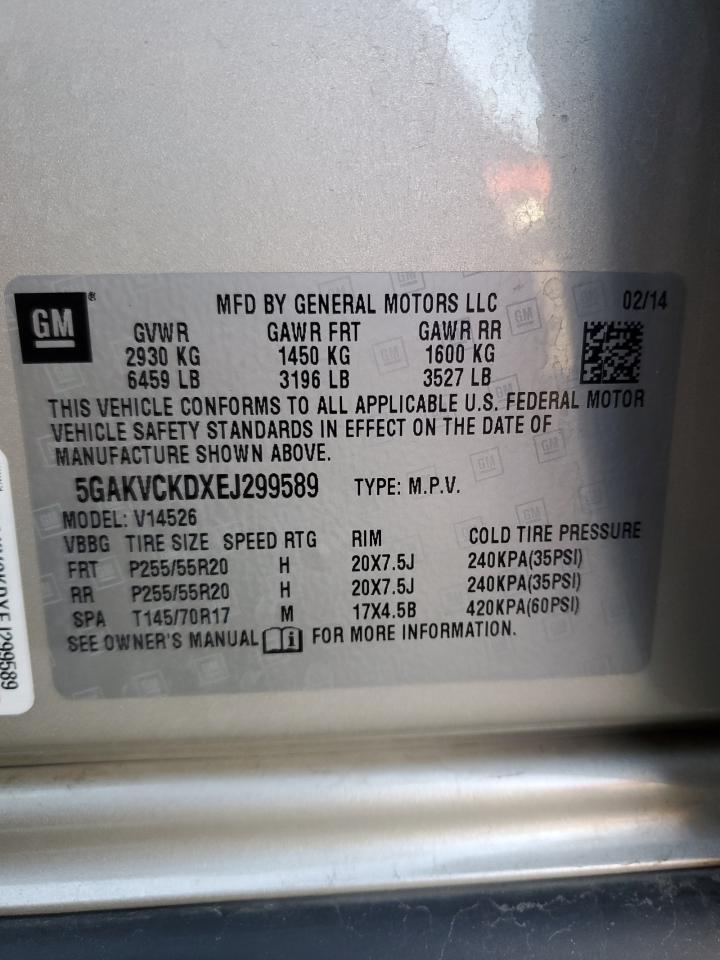 GM®
MFD BY GENERAL MOTORS LLC 02/14
GVWR GAWR FRT GAWR RR
2930 KG 1450 KG 1600 KG
6459 LB 3196 LB 3527 LB
THIS VEHICLE CONFORMS TO ALL APPLICABLE U.S. FEDERAL MOTOR
VEHICLE SAFETY STANDARDS IN EFFECT ON THE DATE OF
MANUFACTURE SHOWN ABOVE.
5GAKVCKDXEJ299589 TYPE: M.P.V.
MODEL: V14526
VBBG TIRE SIZE SPEED RTG RIM COLD TIRE PRESSURE
FRT P255/55R20 H 20X7.5J 240KPA(35PSI)
RR P255/55R20 H 20X7.5J 240KPA(35PSI)
SPA T145/70R17 M 17X4.5B 420KPA(60PSI)
SEE OWNER'S MANUAL FOR MORE INFORMATION.